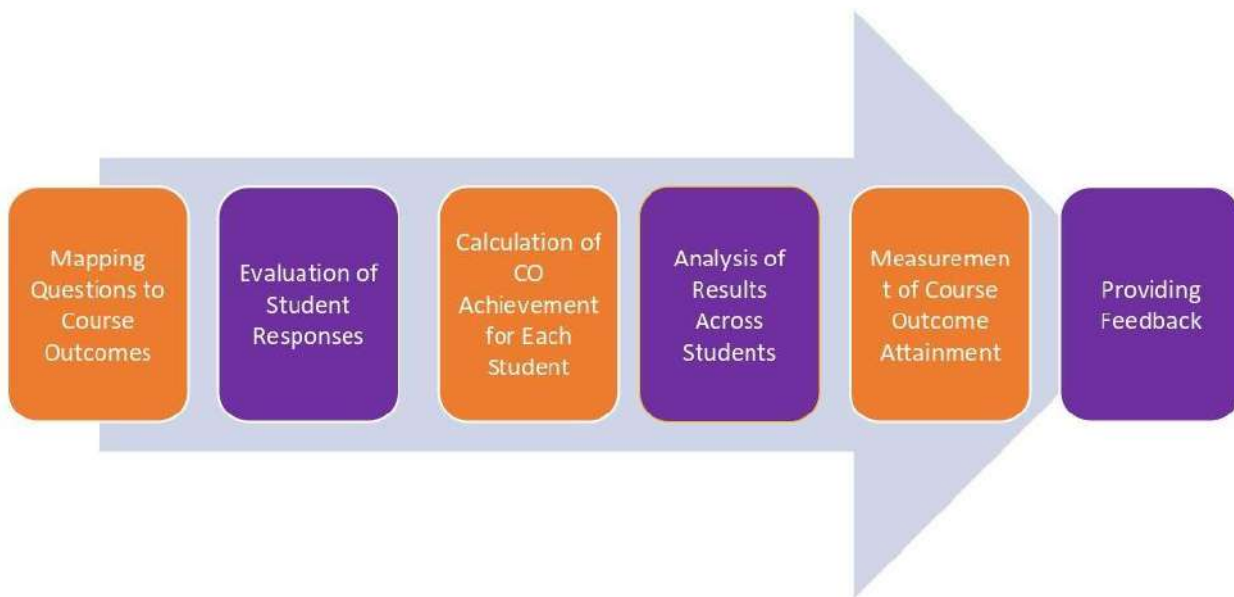 Mapping
Questions to
Course
Outcomes
Evaluation of
Student
Responses
Calculation of
CO
Achievement
for Each
Student
Analysis of
Results
Across
Students
Measuremen
t of Course
Outcome
Attainment
Providing
Feedback